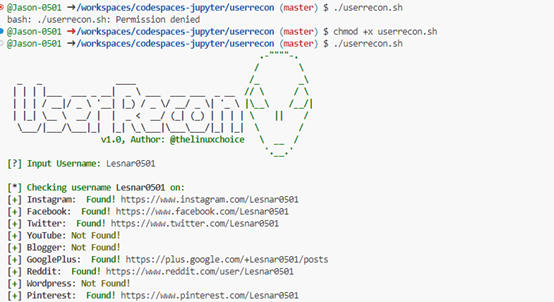 @Jason-0501 ➜/workspaces/codespaces-jupyter/userrecon (master) $ ./userrecon.sh
bash: ./userrecon.sh: Permission denied
@Jason-0501 ➜/workspaces/codespaces-jupyter/userrecon (master) $ chmod +x userrecon.sh
@Jason-0501 ➜/workspaces/codespaces-jupyter/userrecon (master) $ ./userrecon.sh
UserRecon
v1.0, Author: @thelinuxchoice
[?] Input Username: Lesnar0501
[*] Checking username Lesnar0501 on:
[+] Instagram: Found! https://www.instagram.com/Lesnar0501
[+] Facebook: Found! https://www.facebook.com/Lesnar0501
[+] Twitter: Found! https://www.twitter.com/Lesnar0501
[+] YouTube: Not Found!
[+] Blogger: Not Found!
[+] GooglePlus: Found! https://plus.google.com/+Lesnar0501/posts
[+] Reddit: Found! https://www.reddit.com/user/Lesnar0501
[+] Wordpress: Not Found!
[+] Pinterest: Found! https://www.pinterest.com/Lesnar0501